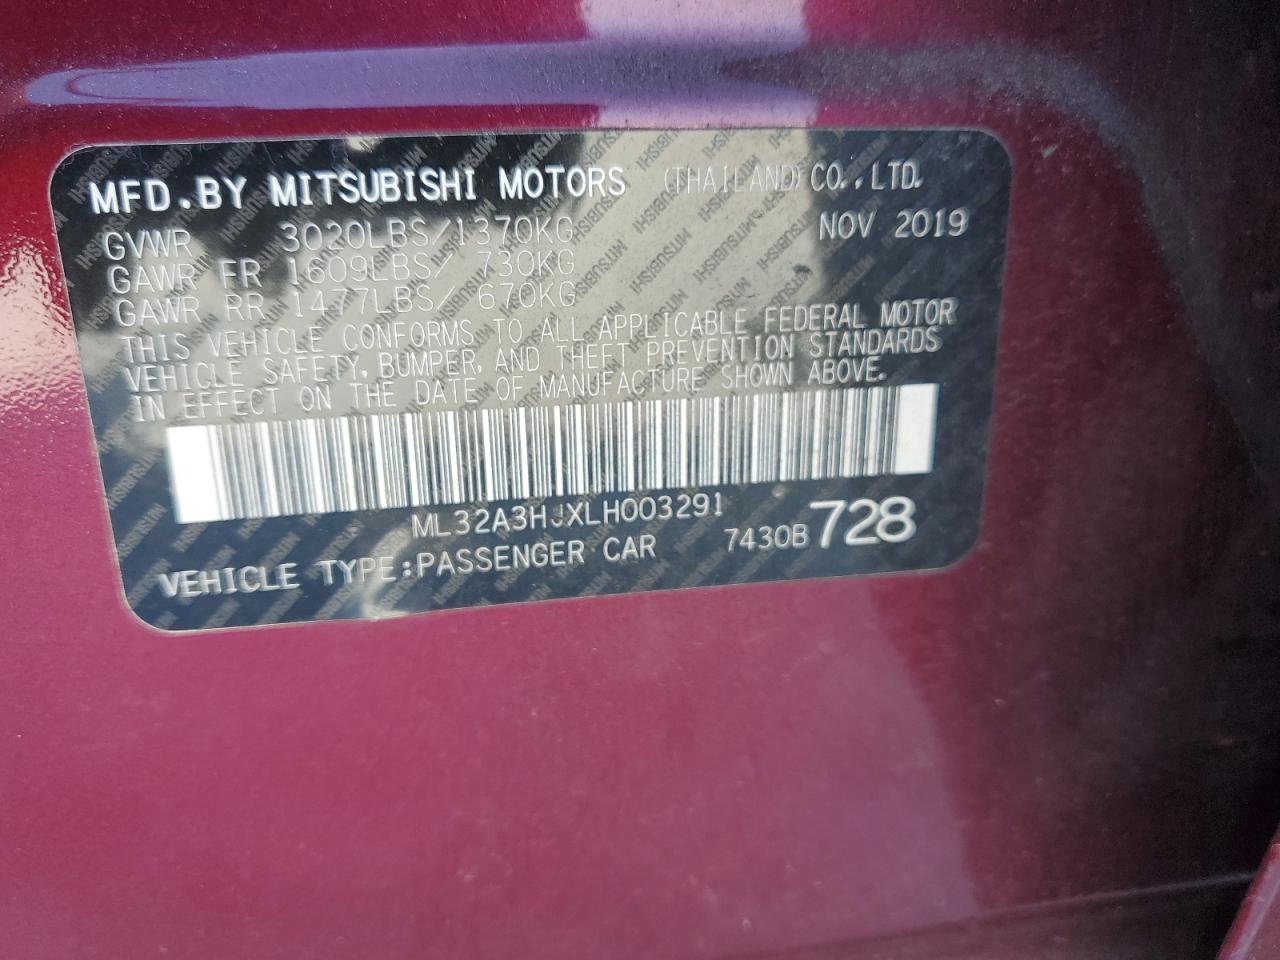 MFD.BY MITSUBISHI MOTORS (THAILAND) CO.,LTD.
GVWR 3020LBS/1370KG NOV 2019
GAWR FR 1609LBS/ 730KG
GAWR RR 1477LBS/ 670KG
THIS VEHICLE CONFORMS TO ALL APPLICABLE FEDERAL MOTOR
VEHICLE SAFETY, BUMPER, AND THEFT PREVENTION STANDARDS
IN EFFECT ON THE DATE OF MANUFACTURE SHOWN ABOVE.
ML32A3HJXLH003291
7430B 728
VEHICLE TYPE:PASSENGER CAR